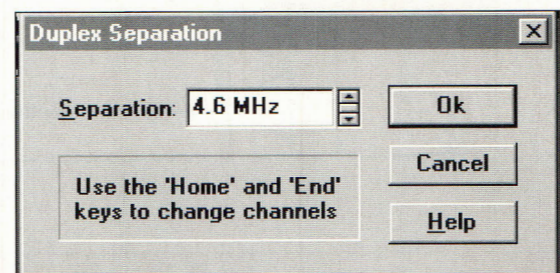 Duplex Separation
Separation: 4.6 MHz
Ok
Cancel
Use the 'Home' and 'End'
keys to change channels
Help